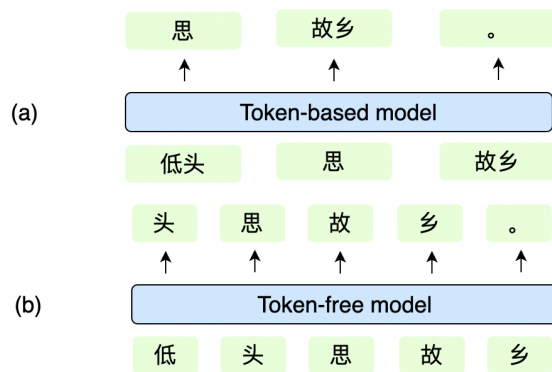 思 故乡 。
(a) Token-based model
低头 思 故乡
头 思 故 乡 。
(b) Token-free model
低 头 思 故 乡